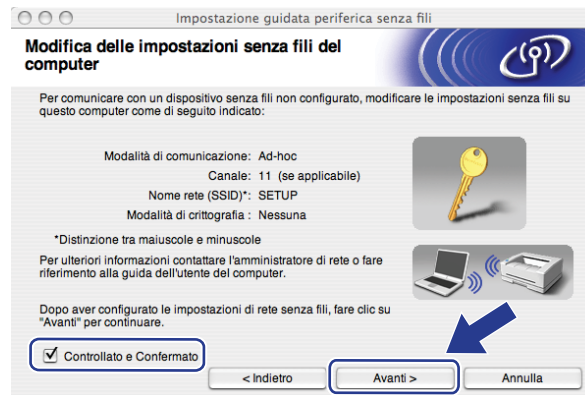 Impostazione guidata periferica senza fili
Modifica delle impostazioni senza fili del
computer
Per comunicare con un dispositivo senza fili non configurato, modificare le impostazioni senza fili su
questo computer come di seguito indicato:
Modalità di comunicazione: Ad-hoc
Canale: 11 (se applicabile)
Nome rete (SSID)*: SETUP
Modalità di crittografia : Nessuna
*Distinzione tra maiuscole e minuscole
Per ulteriori informazioni contattare l'amministratore di rete o fare
riferimento alla guida dell'utente del computer.
Dopo aver configurato le impostazioni di rete senza fili, fare clic su
"Avanti" per continuare.
Controllato e Confermato
< Indietro Avanti > Annulla